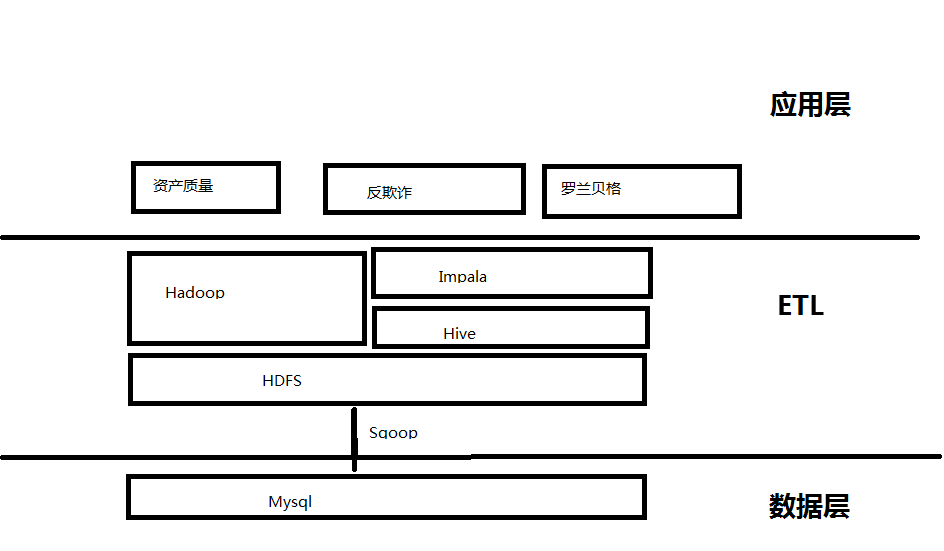 应用层
资产质量
反欺诈
罗兰贝格
Hadoop
Impala
ETL
Hive
HDFS
Sqoop
Mysql
数据层